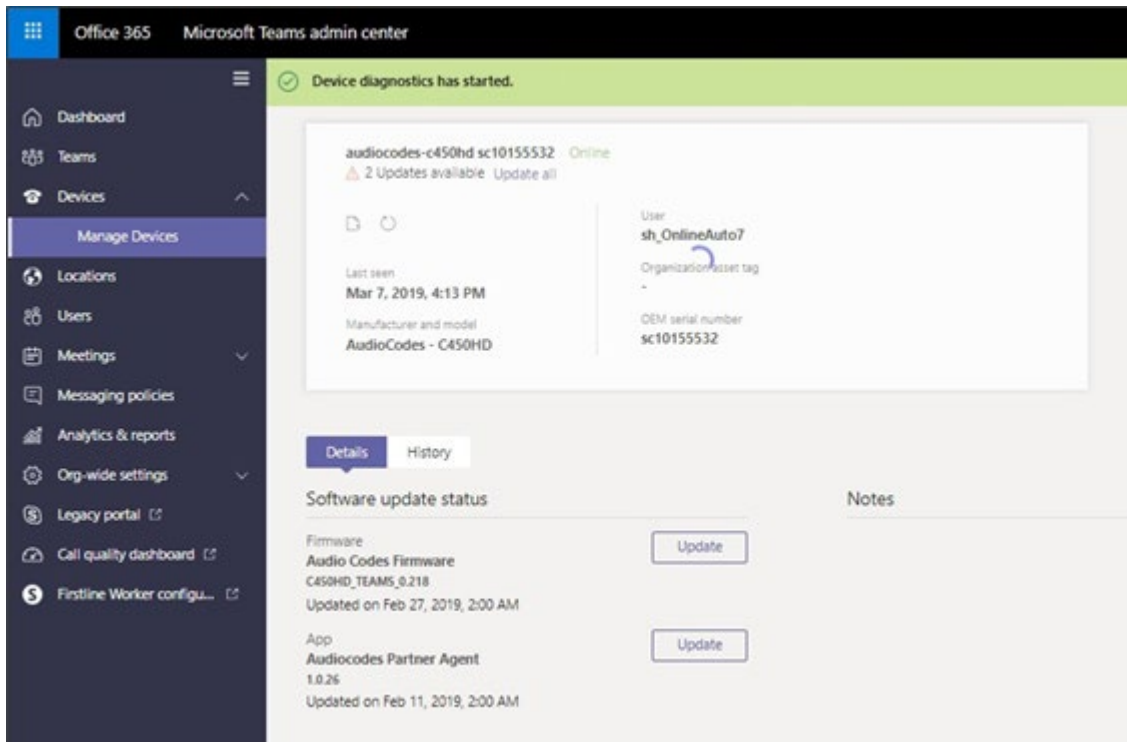 Office 365 Microsoft Teams admin center
Device diagnostics has started.
Dashboard
Teams
Devices
Manage Devices
Locations
Users
Meetings
Messaging policies
Analytics & reports
Org-wide settings
Legacy portal
Call quality dashboard
Firstline Worker configu...
audiocodes-c450hd sc10155532 Online
2 Updates available Update all
Last seen
Mar 7, 2019, 4:13 PM
Manufacturer and model
AudioCodes - C450HD
User
sh_OnlineAuto7
Organization asset tag
-
OEM serial number
sc10155532
Details History
Software update status
Firmware
Audio Codes Firmware
C450HD_TEAMS_0.218
Updated on Feb 27, 2019, 2:00 AM
Update
App
Audiocodes Partner Agent
1.0.26
Updated on Feb 11, 2019, 2:00 AM
Update
Notes